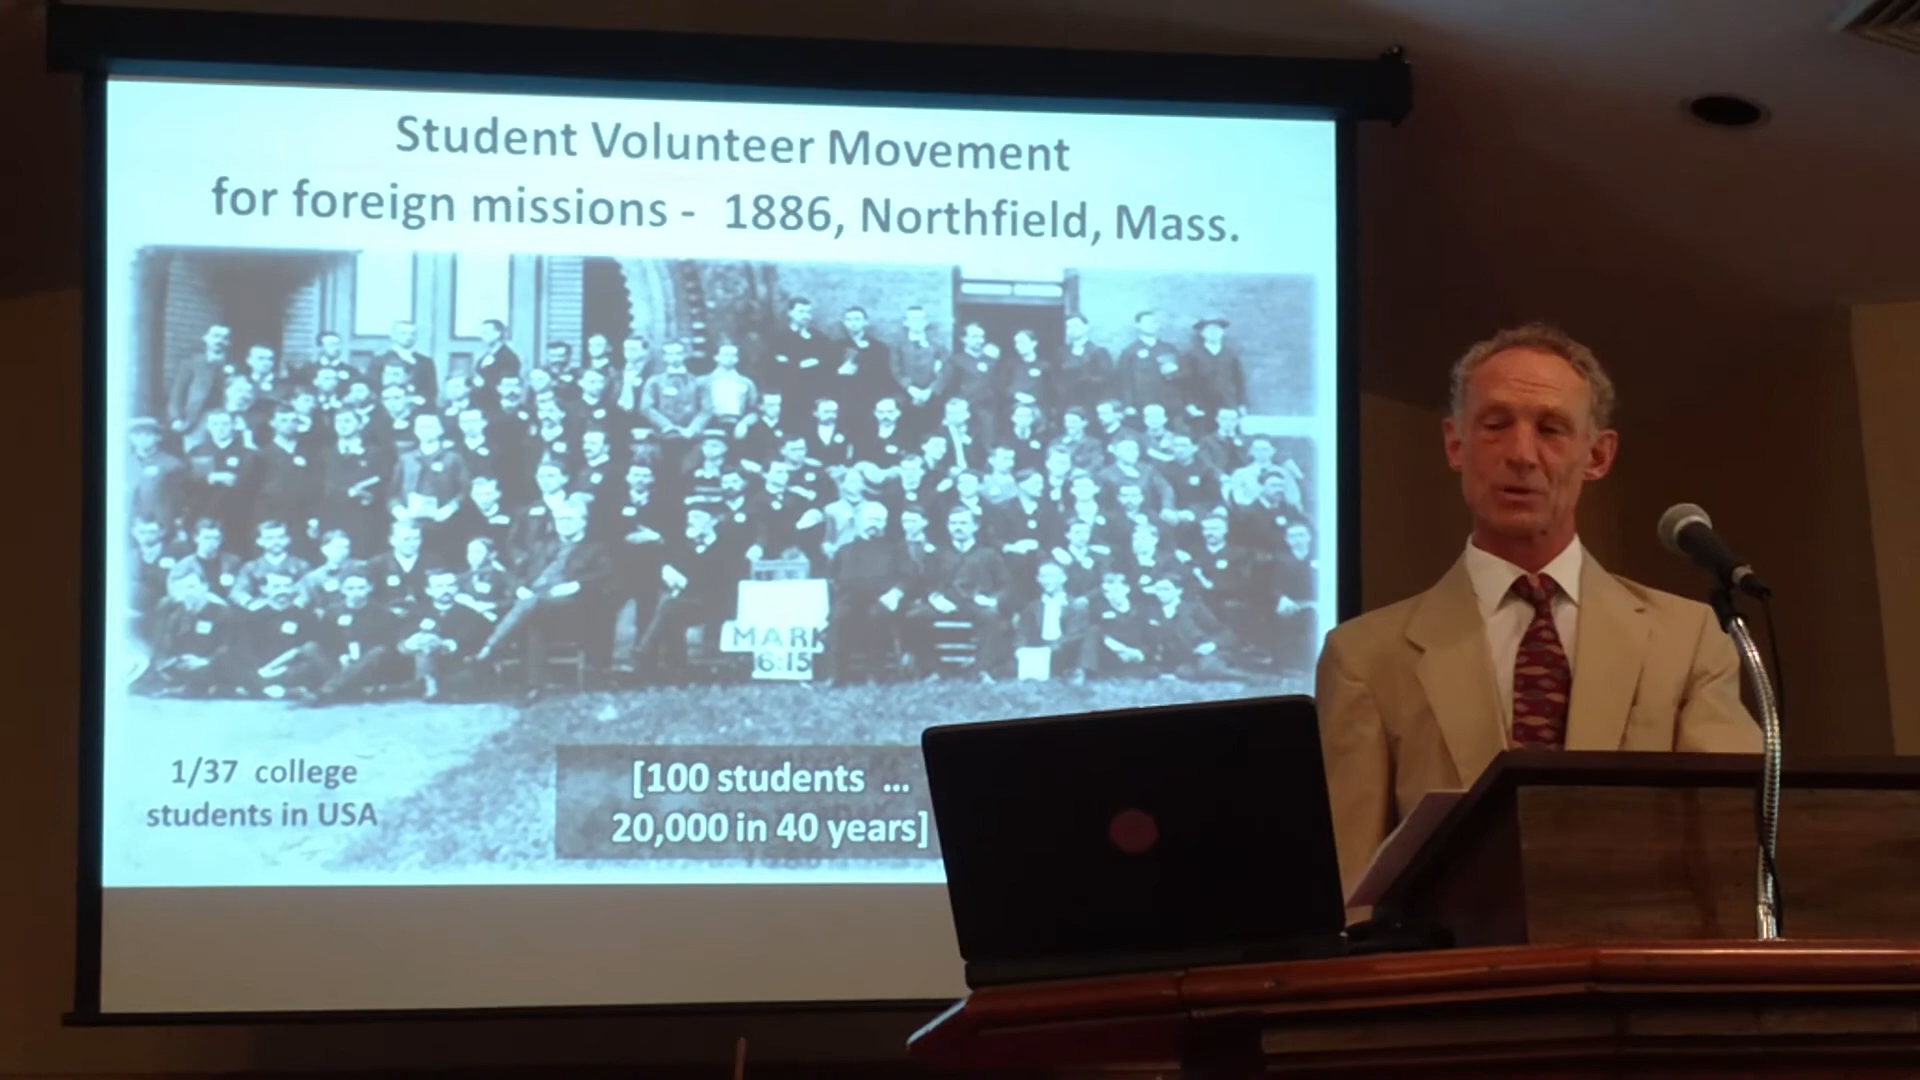 Student Volunteer Movement
for foreign missions - 1886, Northfield, Mass.
MARK
6:15
1/37 college
students in USA
[100 students ...
20,000 in 40 years]